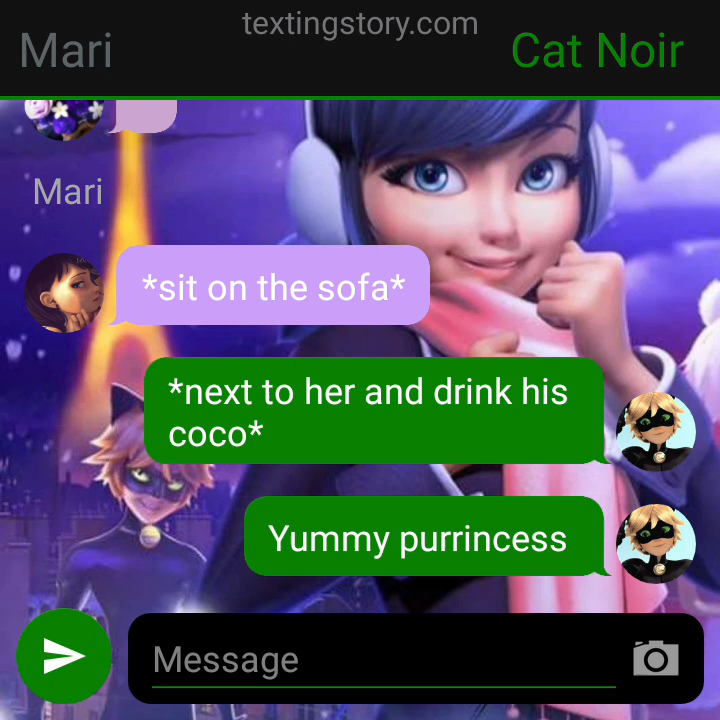 textingstory.com
Mari
Cat Noir
Mari
*sit on the sofa*
*next to her and drink his
coco*
Yummy purrincess
Message